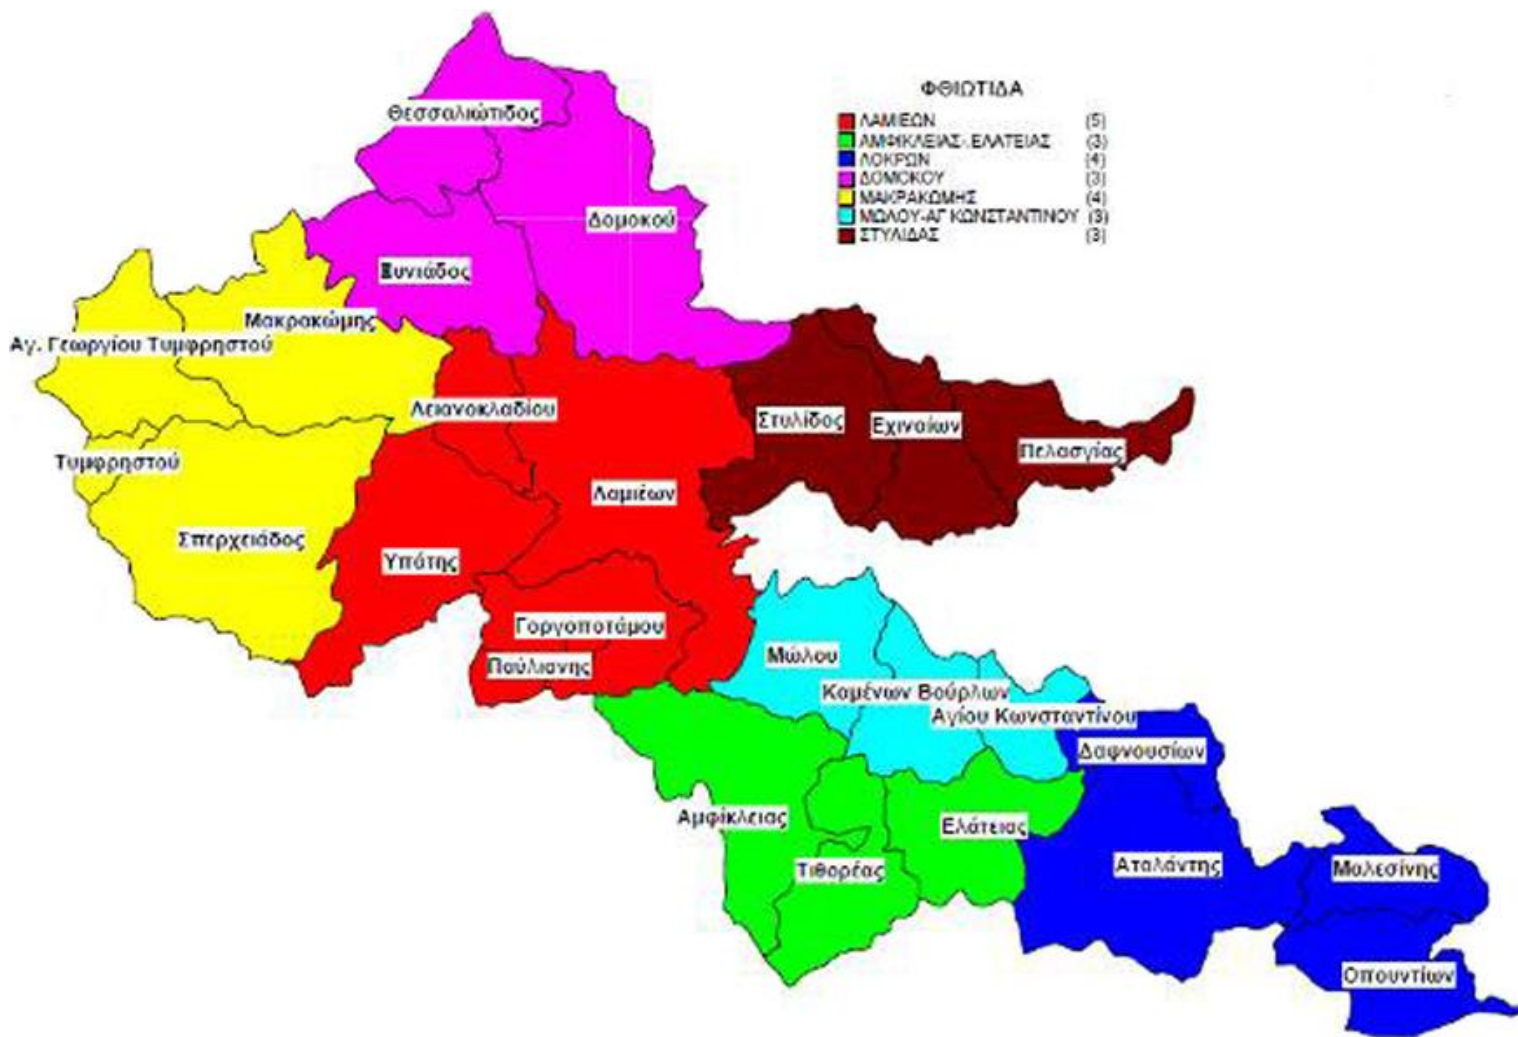 ΦΘΙΩΤΙΔΑ
ΛΑΜΙΕΩΝ (5)
ΑΜΦΙΚΛΕΙΑΣ-.ΕΛΑΤΕΙΑΣ (3)
ΛΟΚΡΩΝ (4)
ΔΟΜΟΚΟΥ (3)
ΜΑΚΡΑΚΩΜΗΣ (4)
ΜΩΛΟΥ-ΑΓ ΚΩΝΣΤΑΝΤΙΝΟΥ (3)
ΣΤΥΛΙΔΑΣ (3)
Θεσσαλιώτιδος
Δομοκού
Ξυνιάδος
Μακρακώμης
Αγ. Γεωργίου Τυμφρηστού
Λειανοκλαδίου
Στυλίδος
Εχιναίων
Πελασγίας
Τυμφρηστού
Λαμιέων
Σπερχειάδος
Υπάτης
Γοργοποτάμου
Παύλιανης
Μώλου
Καμένων Βούρλων
Αγίου Κωνσταντίνου
Δαφνουσίων
Αμφίκλειας
Ελάτειας
Τιθορέας
Αταλάντης
Μαλεσίνης
Οπουντίων